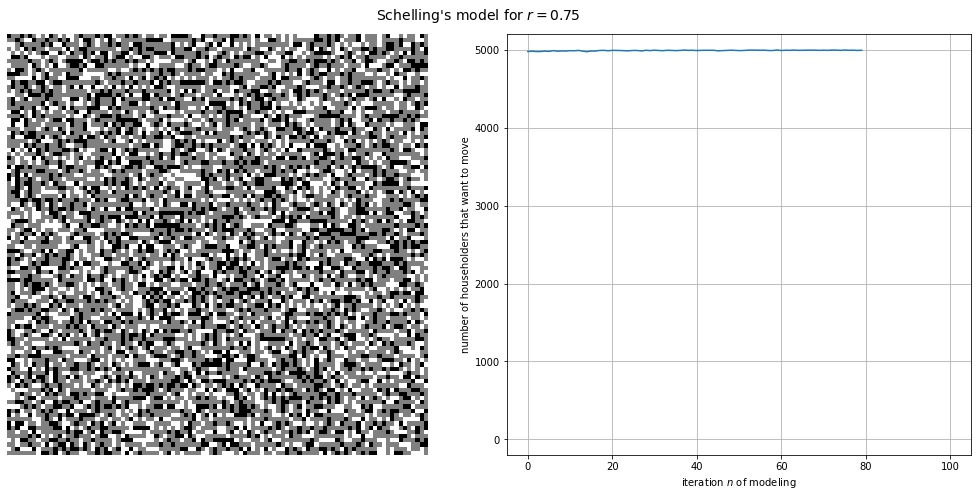 Schelling's model for r = 0.75
number of householders that want to move
5000
4000
3000
2000
1000
0
0 20 40 60 80 100
iteration n of modeling